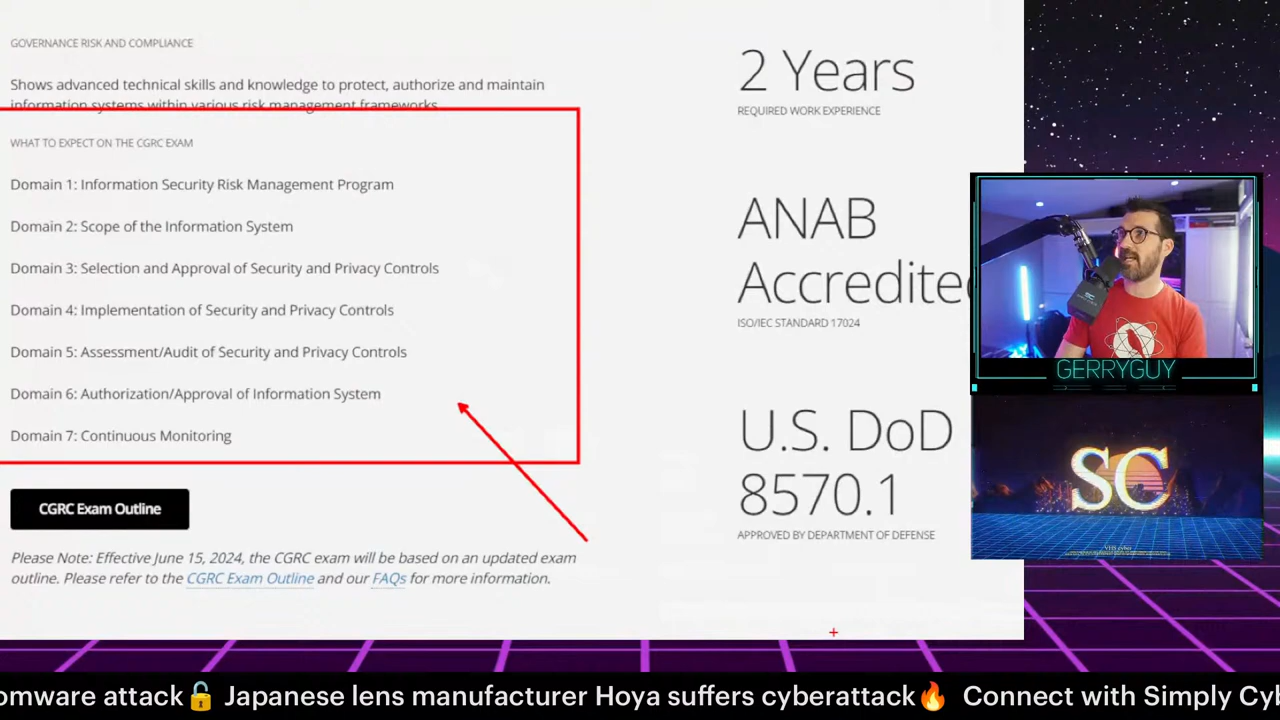 GOVERNANCE RISK AND COMPLIANCE
Shows advanced technical skills and knowledge to protect, authorize and maintain
information systems within various risk management frameworks.
WHAT TO EXPECT ON THE CGRC EXAM
Domain 1: Information Security Risk Management Program
Domain 2: Scope of the Information System
Domain 3: Selection and Approval of Security and Privacy Controls
Domain 4: Implementation of Security and Privacy Controls
Domain 5: Assessment/Audit of Security and Privacy Controls
Domain 6: Authorization/Approval of Information System
Domain 7: Continuous Monitoring
CGRC Exam Outline
Please Note: Effective June 15, 2024, the CGRC exam will be based on an updated exam
outline. Please refer to the CGRC Exam Outline and our FAQs for more information.
2 Years
REQUIRED WORK EXPERIENCE
ANAB
Accredited
ISO/IEC STANDARD 17024
U.S. DoD
8570.1
APPROVED BY DEPARTMENT OF DEFENSE
GERRYGUY
SC
omware attack🔓 Japanese lens manufacturer Hoya suffers cyberattack🔥 Connect with Simply Cyb